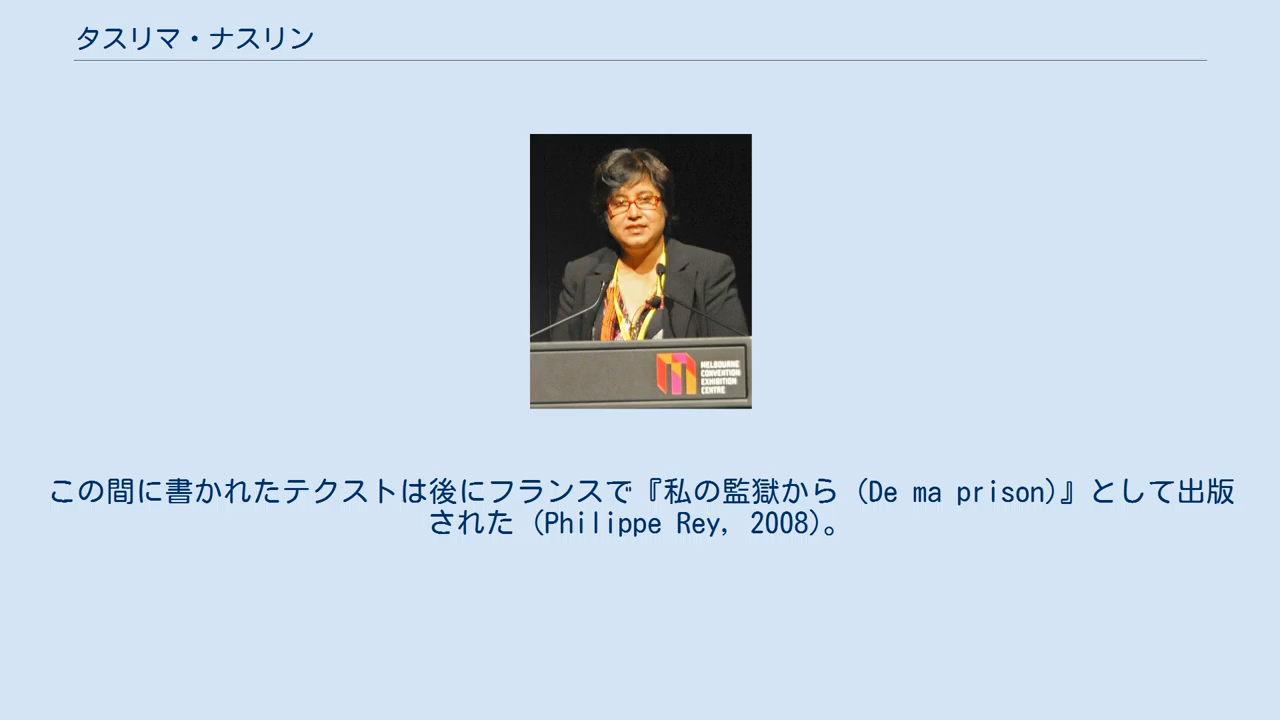 タスリマ・ナスリン
MELBOURNE
CONVENTION
EXHIBITION
CENTRE
この間に書かれたテクストは後にフランスで『私の監獄から (De ma prison)』として出版
された (Philippe Rey, 2008)。